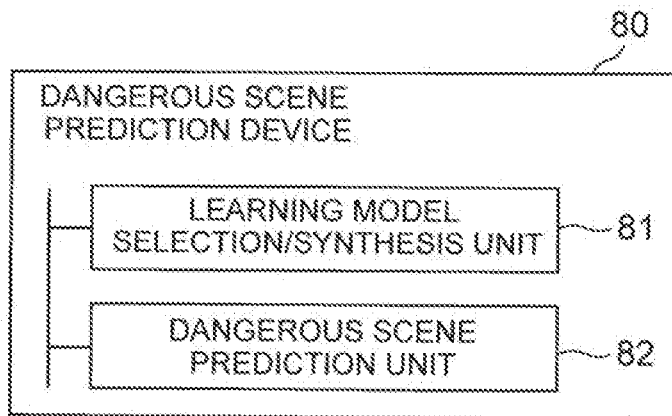 80
DANGEROUS SCENE
PREDICTION DEVICE
LEARNING MODEL
SELECTION/SYNTHESIS UNIT
81
DANGEROUS SCENE
PREDICTION UNIT
82